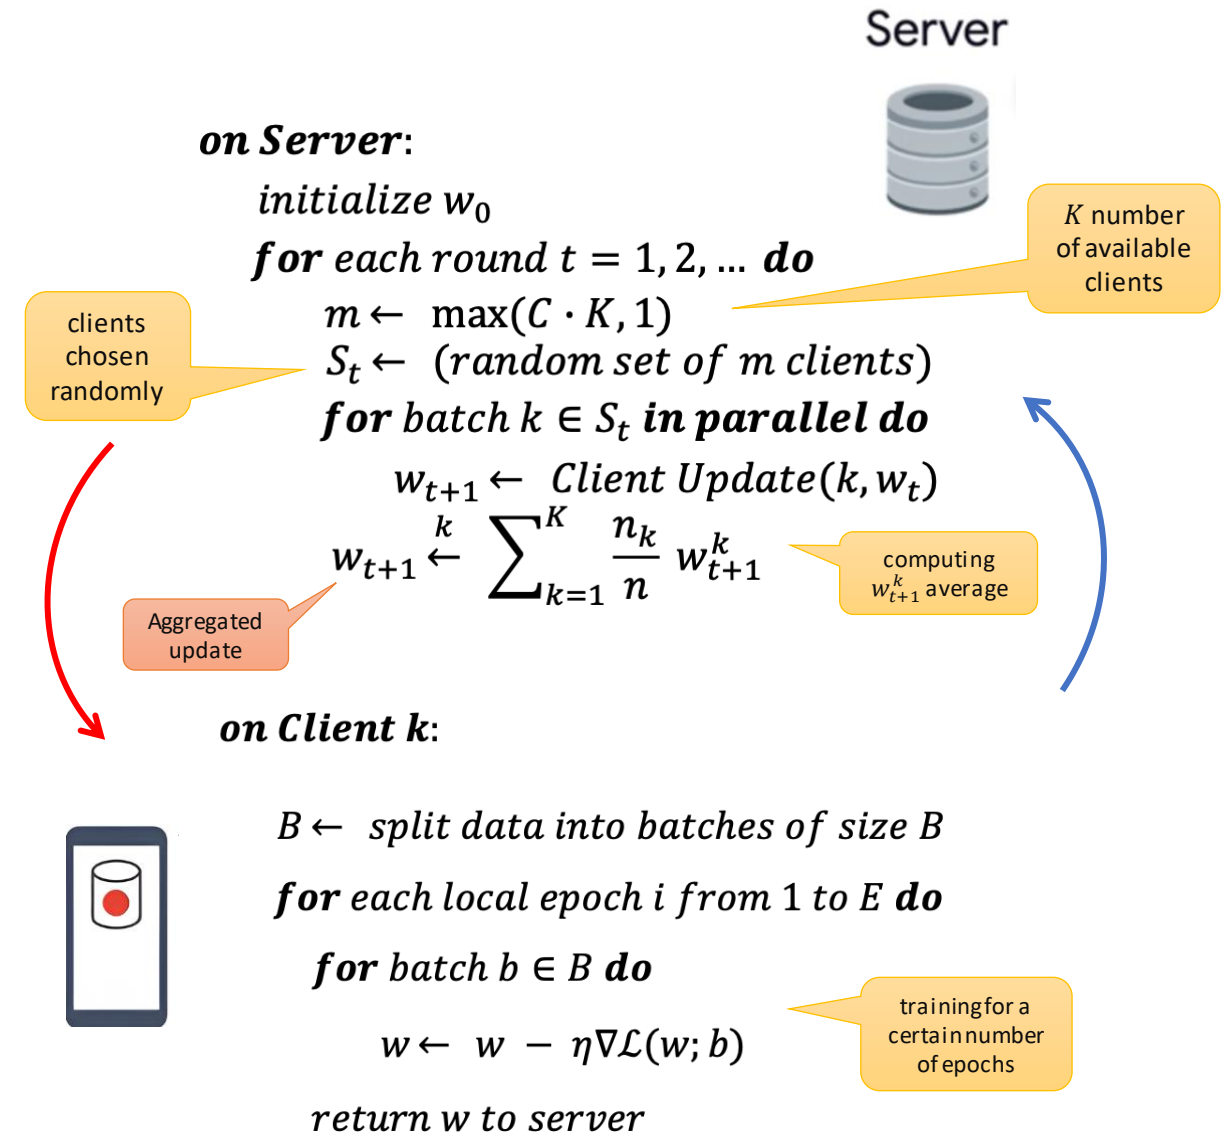 Server
on Server:
initialize w₀
for each round t = 1, 2, … do
K number
of available
clients
m ← max(C · K, 1)
clients
chosen
randomly
Sₜ ← (random set of m clients)
for batch k ∈ Sₜ in parallel do
wₜ₊₁ ← Client Update(k, wₜ)
wₜ₊₁ ←ᵏ ∑ₖ₌₁ᴷ nₖ/n wᵏₜ₊₁
computing
wᵏₜ₊₁ average
Aggregated
update
on Client k:
B ← split data into batches of size B
for each local epoch i from 1 to E do
for batch b ∈ B do
training for a
certain number
of epochs
w ← w − η∇ℒ(w; b)
return w to server